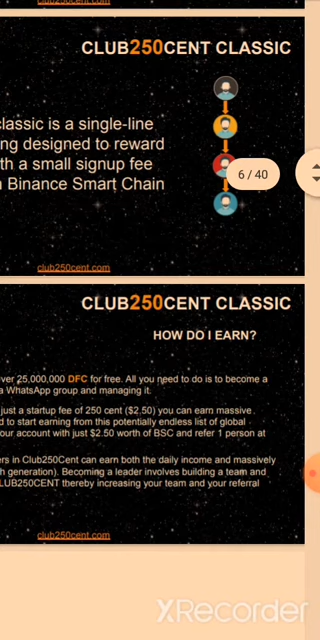 club250cent.com
CLUB250CENT CLASSIC
classic is a single-line
ng designed to reward
th a small signup fee
Binance Smart Chain
6 / 40
club250cent.com
CLUB250CENT CLASSIC
HOW DO I EARN?
ver 25,000,000 DFC for free. All you need to do is to become a
a WhatsApp group and managing it.
just a startup fee of 250 cent ($2.50) you can earn massive
d to start earning from this potentially endless list of global
our account with just $2.50 worth of BSC and refer 1 person at
ers in Club250Cent can earn both the daily income and massively
h generation). Becoming a leader involves building a team and
LUB250CENT thereby increasing your team and your referral
club250cent.com
XRecorder